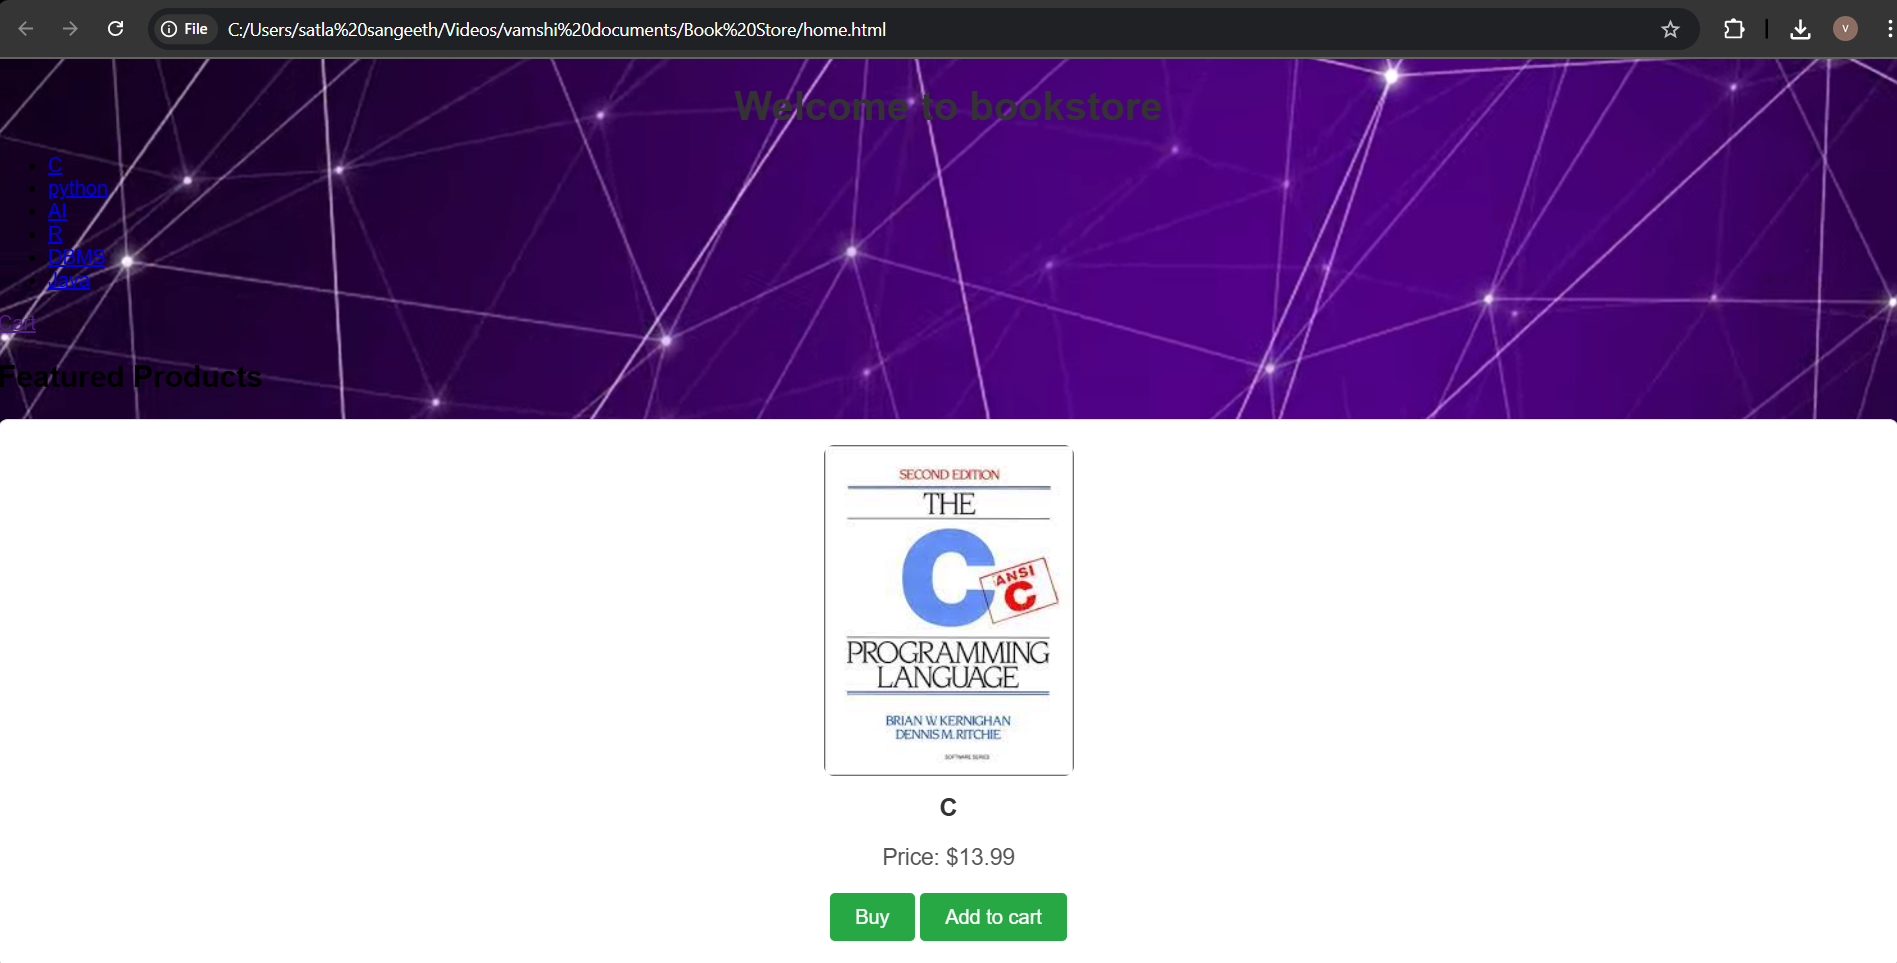 File C:/Users/satla%20sangeeth/Videos/vamshi%20documents/Book%20Store/home.html
V
Welcome to bookstore
C
python
AI
R
DBMS
Java
Cart
Featured Products
SECOND EDITION
THE
C
ANSI
C
PROGRAMMING
LANGUAGE
BRIAN W. KERNIGHAN
DENNIS M. RITCHIE
SOFTWARE SERIES
C
Price: $13.99
Buy Add to cart